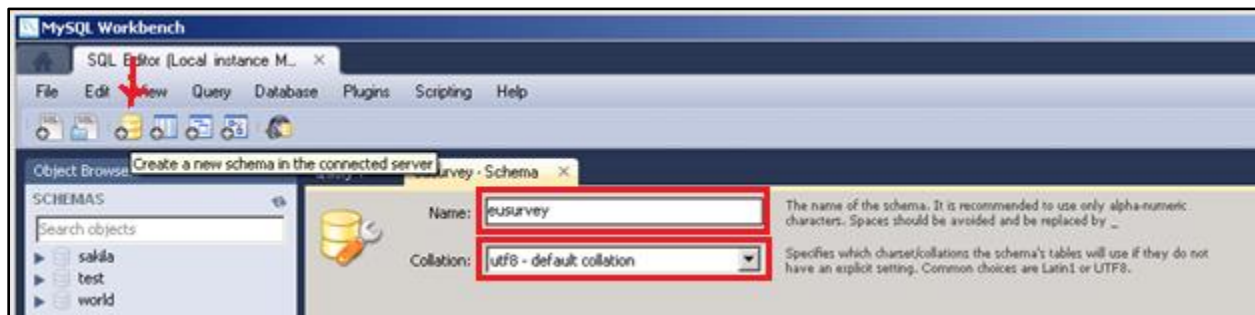 MySQL Workbench
SQL Editor (Local instance M... ×
File Edit View Query Database Plugins Scripting Help
Create a new schema in the connected server
Object Browse
eusurvey - Schema ×
SCHEMAS
Search objects
sakila
test
world
Name: eusurvey
The name of the schema. It is recommended to use only alpha-numeric
characters. Spaces should be avoided and be replaced by _
Collation: utf8 - default collation
Specifies which charset/collations the schema's tables will use if they do not
have an explicit setting. Common choices are Latin1 or UTF8.